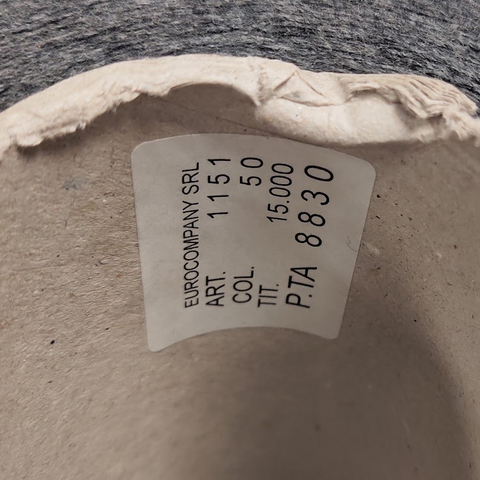 EUROCOMPANY SRL
ART. 1151
COL. 50
TIT. 15.000
P.TA 8830